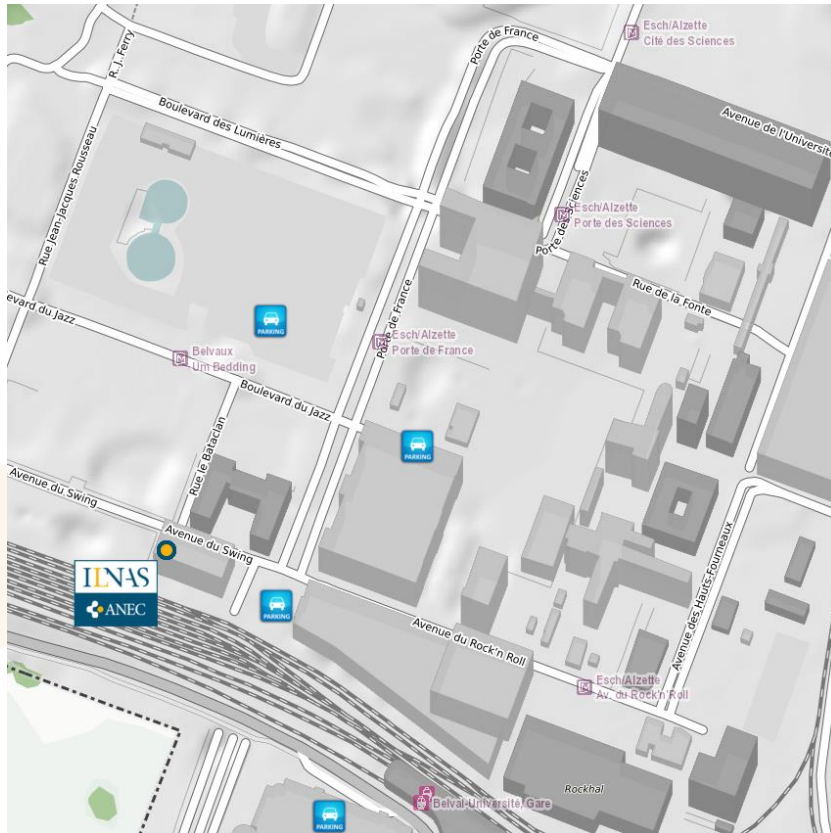 Esch/Alzette
Cité des Sciences
Porte de France
R. J. Ferry
Boulevard des Lumières
Avenue de l'Université
Rue Jean-Jacques Rousseau
Esch/Alzette
Porte des Sciences
Porte des Sciences
Rue de la Fonte
evard du Jazz
PARKING
Porte de France
Esch/Alzette
Porte de France
Belvaux
Um Bedding
Boulevard du Jazz
PARKING
Rue le Bataclan
Avenue du Swing
Avenue du Swing
ILNAS
ANEC
PARKING
Avenue du Rock'n Roll
Avenue des Hauts-Fourneaux
Esch/Alzette
Av. du Rock'n'Roll
Rockhal
Belval-Université, Gare
PARKING